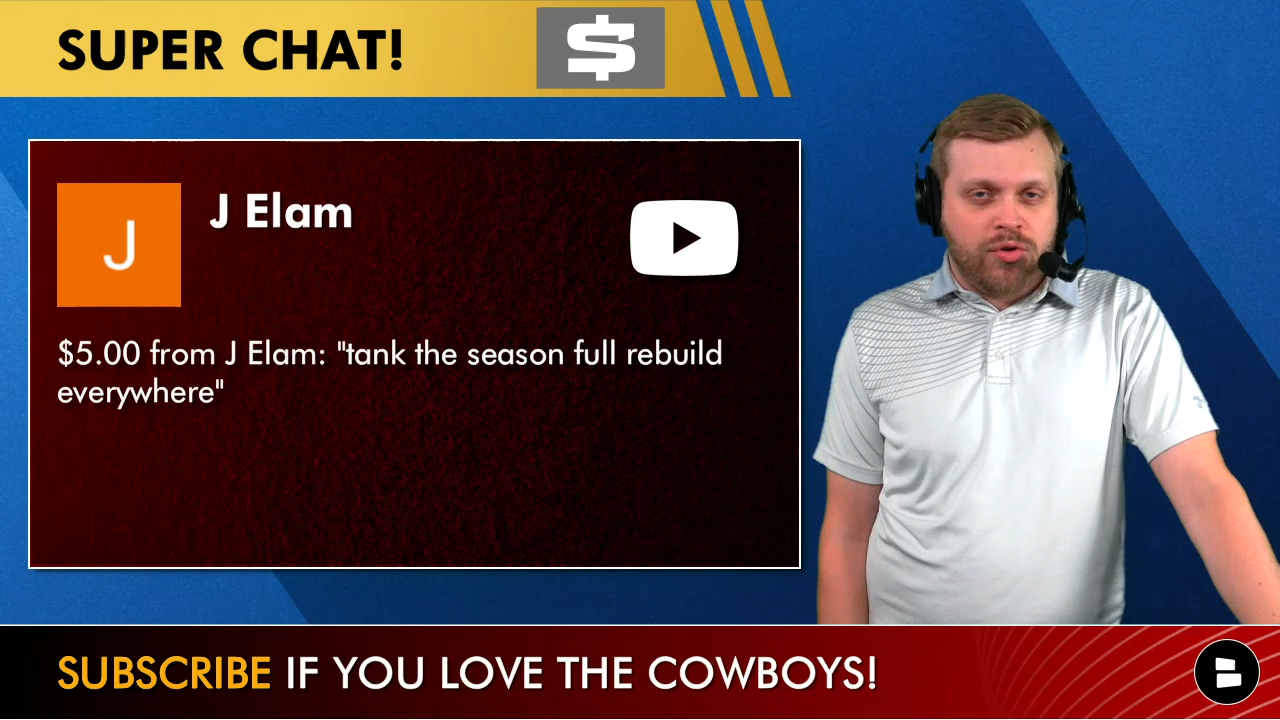 SUPER CHAT!
$
J
J Elam
$5.00 from J Elam: "tank the season full rebuild
everywhere"
SUBSCRIBE IF YOU LOVE THE COWBOYS!